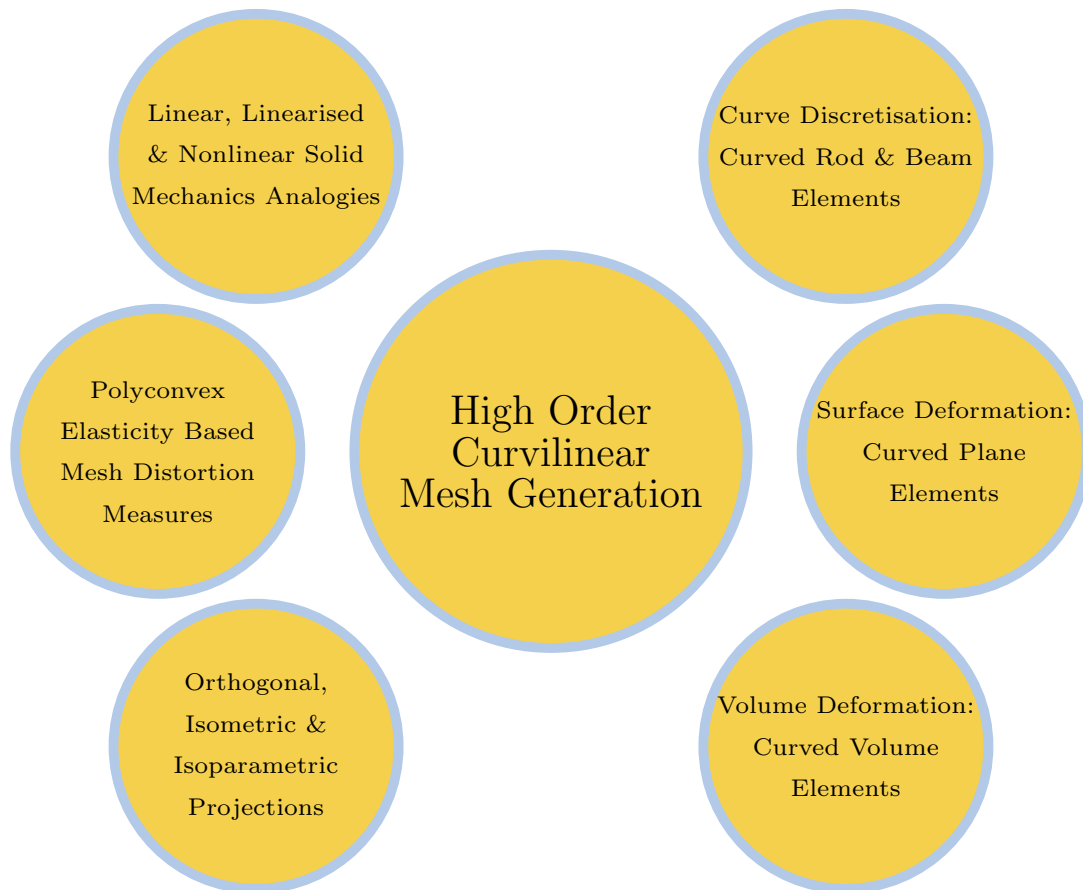 Linear, Linearised
& Nonlinear Solid
Mechanics Analogies
Curve Discretisation:
Curved Rod & Beam
Elements
Polyconvex
Elasticity Based
Mesh Distortion
Measures
High Order
Curvilinear
Mesh Generation
Surface Deformation:
Curved Plane
Elements
Orthogonal,
Isometric &
Isoparametric
Projections
Volume Deformation:
Curved Volume
Elements